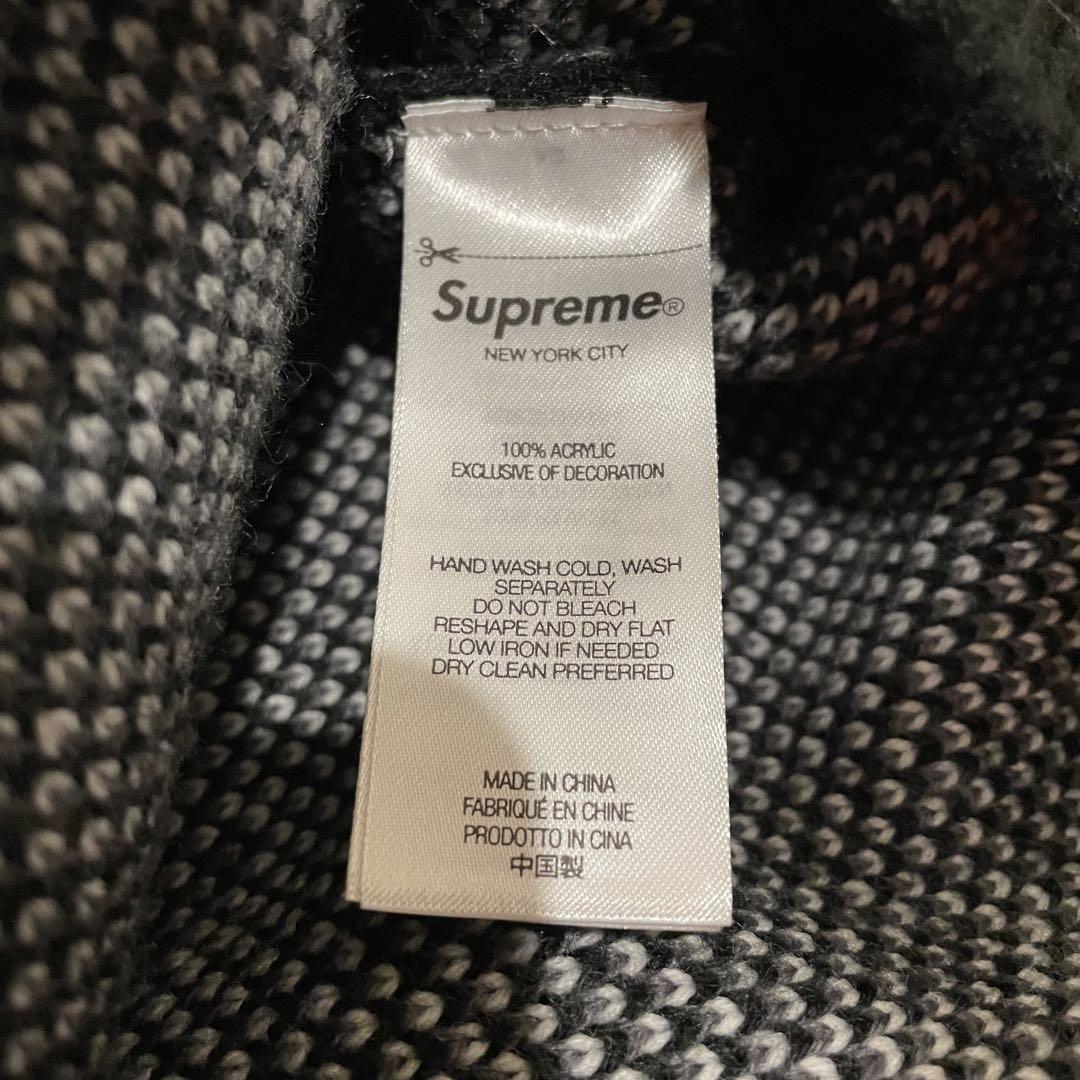 Supreme®
NEW YORK CITY
100% ACRYLIC
EXCLUSIVE OF DECORATION
HAND WASH COLD, WASH
SEPARATELY
DO NOT BLEACH
RESHAPE AND DRY FLAT
LOW IRON IF NEEDED
DRY CLEAN PREFERRED
MADE IN CHINA
FABRIQUÉ EN CHINE
PRODOTTO IN CINA
中国製